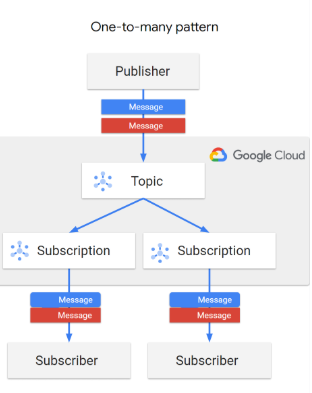 One-to-many pattern
Publisher
Message
Message
Google Cloud
Topic
Subscription
Subscription
Message
Message
Message
Message
Subscriber
Subscriber